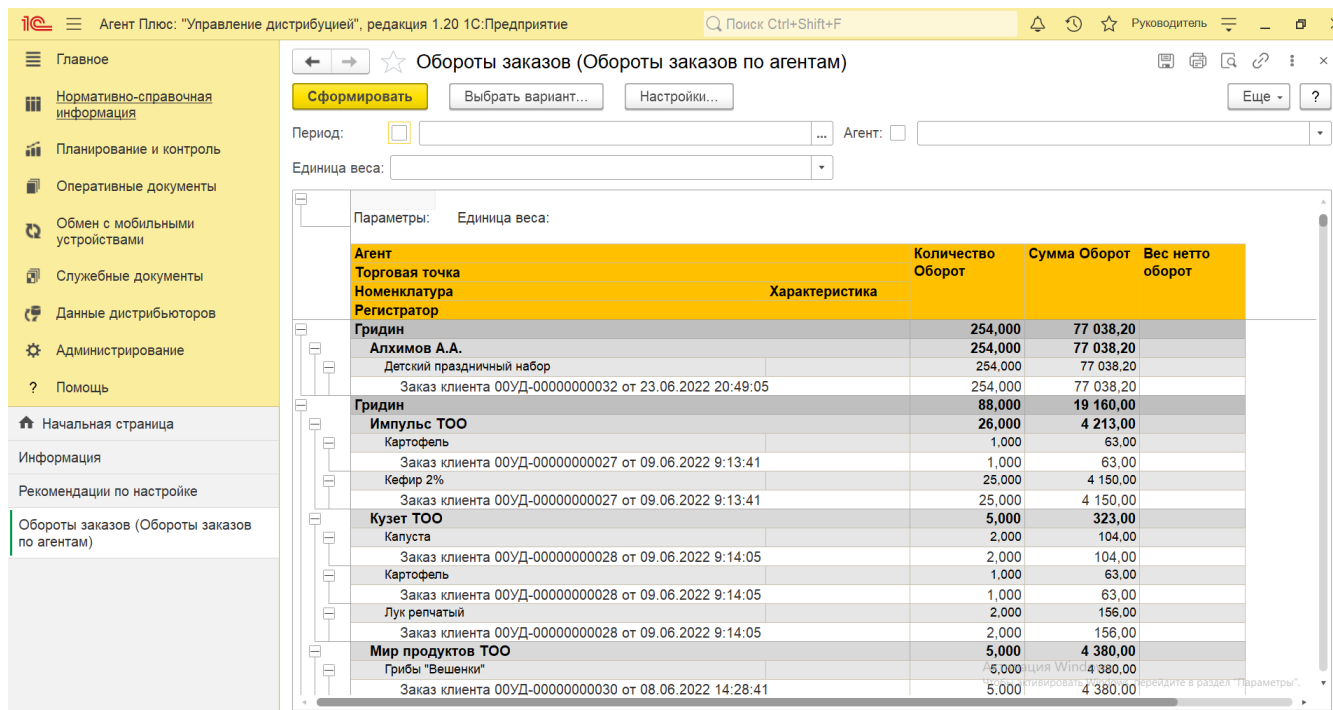 1С Агент Плюс: "Управление дистрибуцией", редакция 1.20 1С:Предприятие
Поиск Ctrl+Shift+F
Руководитель
Главное
Нормативно-справочная
информация
Планирование и контроль
Оперативные документы
Обмен с мобильными
устройствами
Служебные документы
Данные дистрибьюторов
Администрирование
? Помощь
Начальная страница
Информация
Рекомендации по настройке
Обороты заказов (Обороты заказов
по агентам)
Обороты заказов (Обороты заказов по агентам)
Сформировать Выбрать вариант... Настройки... Еще ?
Период: ... Агент:
Единица веса:
Параметры: Единица веса:
Агент Количество Сумма Оборот Вес нетто
Торговая точка Оборот оборот
Номенклатура Характеристика
Регистратор
Гридин 254,000 77 038,20
Алхимов А.А. 254,000 77 038,20
Детский праздничный набор 254,000 77 038,20
Заказ клиента 00УД-00000000032 от 23.06.2022 20:49:05 254,000 77 038,20
Гридин 88,000 19 160,00
Импульс ТОО 26,000 4 213,00
Картофель 1,000 63,00
Заказ клиента 00УД-00000000027 от 09.06.2022 9:13:41 1,000 63,00
Кефир 2% 25,000 4 150,00
Заказ клиента 00УД-00000000027 от 09.06.2022 9:13:41 25,000 4 150,00
Кузет ТОО 5,000 323,00
Капуста 2,000 104,00
Заказ клиента 00УД-00000000028 от 09.06.2022 9:14:05 2,000 104,00
Картофель 1,000 63,00
Заказ клиента 00УД-00000000028 от 09.06.2022 9:14:05 1,000 63,00
Лук репчатый 2,000 156,00
Заказ клиента 00УД-00000000028 от 09.06.2022 9:14:05 2,000 156,00
Мир продуктов ТОО 5,000 4 380,00
Грибы "Вешенки" 5,000 4 380,00
Заказ клиента 00УД-00000000030 от 08.06.2022 14:28:41 5,000 4 380,00
Активация Windows
Чтобы активировать Windows, перейдите в раздел "Параметры".